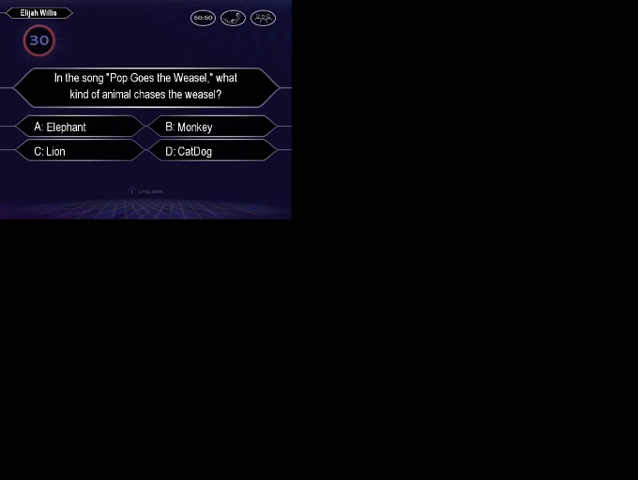 Elijah Willis
50:50
30
In the song "Pop Goes the Weasel," what
kind of animal chases the weasel?
A: Elephant
B: Monkey
C: Lion
D: CatDog
LIFELINES